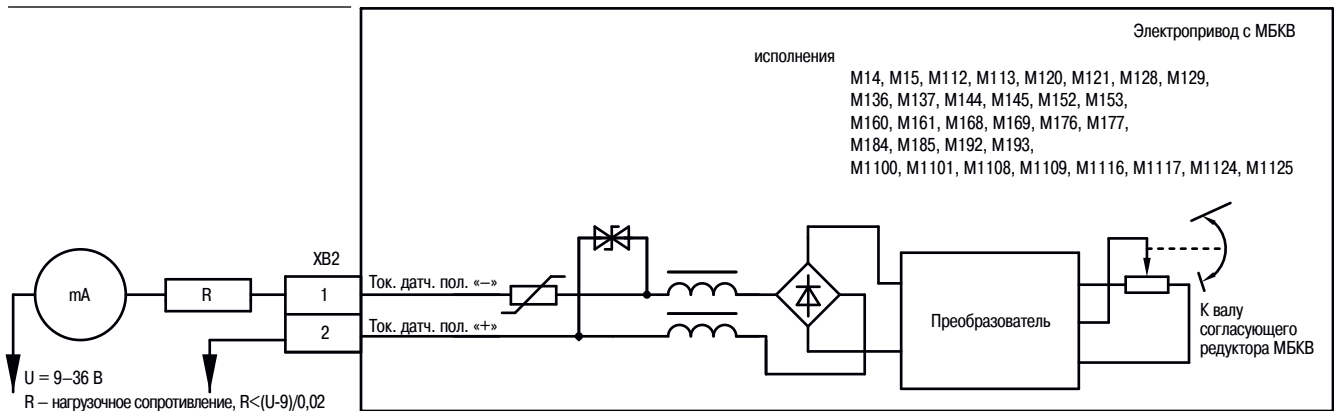 Электропривод с МБКВ
исполнения
М14, М15, М112, М113, М120, М121, М128, М129,
М136, М137, М144, М145, М152, М153,
М160, М161, М168, М169, М176, М177,
М184, М185, М192, М193,
М1100, М1101, М1108, М1109, М1116, М1117, М1124, М1125
ХВ2
mA
R
1
Ток. датч. пол. «–»
2
Ток. датч. пол. «+»
Преобразователь
К валу
согласующего
редуктора МБКВ
U = 9–36 В
R – нагрузочное сопротивление, R<(U-9)/0,02